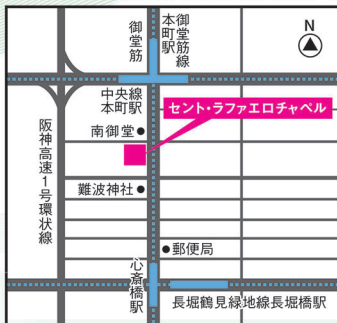 御堂筋
御堂筋線
本町駅
N
中央線
本町駅
セント・ラファエロチャペル
南御堂
阪神高速1号環状線
難波神社
郵便局
心斎橋駅
長堀鶴見緑地線長堀橋駅